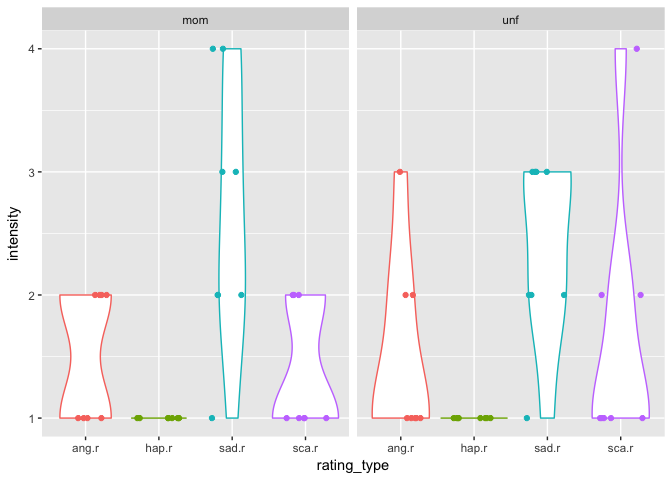 mom unf
4
3
2
1
intensity
ang.r hap.r sad.r sca.r ang.r hap.r sad.r sca.r
rating_type